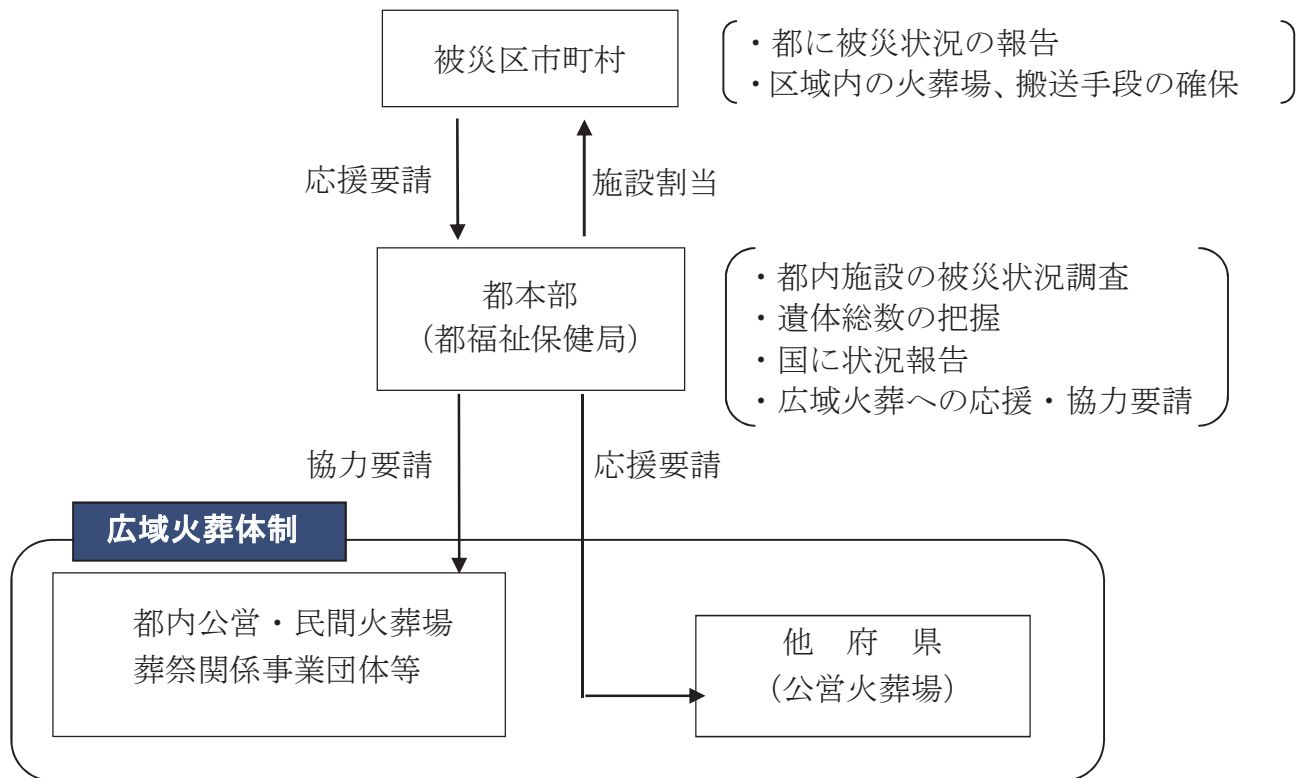 被災区市町村
・都に被災状況の報告
・区域内の火葬場、搬送手段の確保
応援要請
施設割当
都本部
（都福祉保健局）
・都内施設の被災状況調査
・遺体総数の把握
・国に状況報告
・広域火葬への応援・協力要請
協力要請
応援要請
広域火葬体制
都内公営・民間火葬場
葬祭関係事業団体等
他　府　県
（公営火葬場）